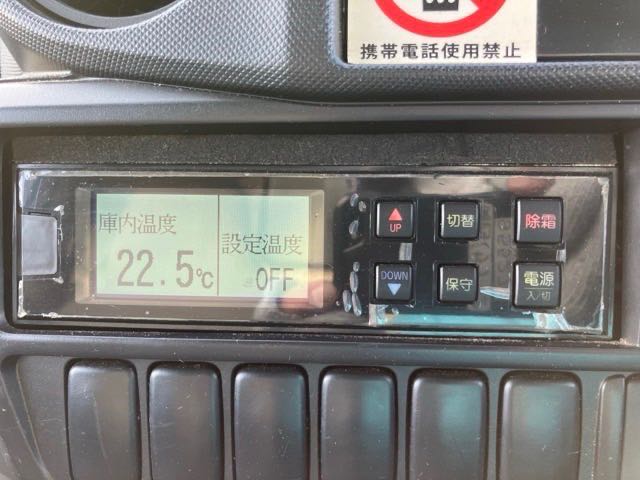 携帯電話使用禁止
庫内温度
22.5℃
設定温度
OFF
UP
切替
除霜
DOWN
保守
電源
入/切